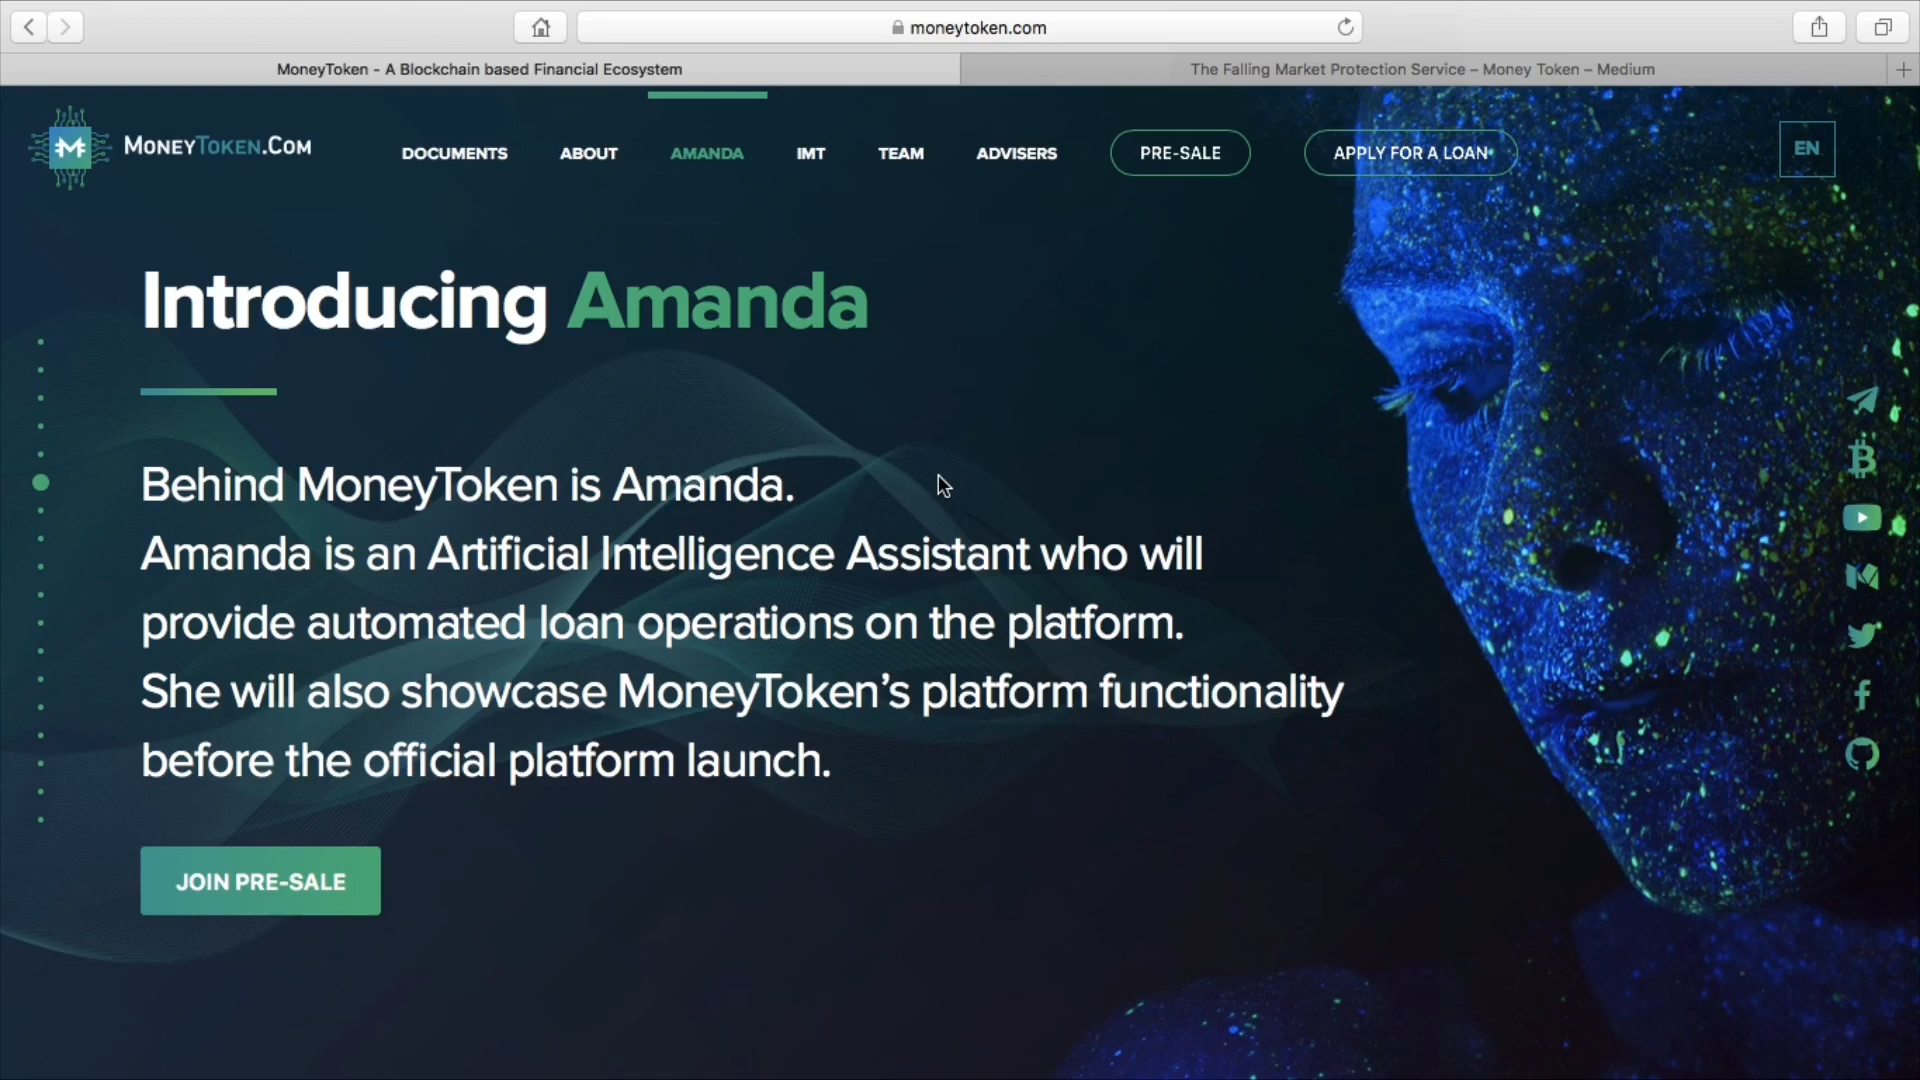 moneytoken.com
MoneyToken - A Blockchain based Financial Ecosystem
The Falling Market Protection Service – Money Token – Medium
MONEYTOKEN.COM
DOCUMENTS
ABOUT
AMANDA
IMT
TEAM
ADVISERS
PRE-SALE
APPLY FOR A LOAN
EN
Introducing Amanda
Behind MoneyToken is Amanda.
Amanda is an Artificial Intelligence Assistant who will
provide automated loan operations on the platform.
She will also showcase MoneyToken’s platform functionality
before the official platform launch.
JOIN PRE-SALE